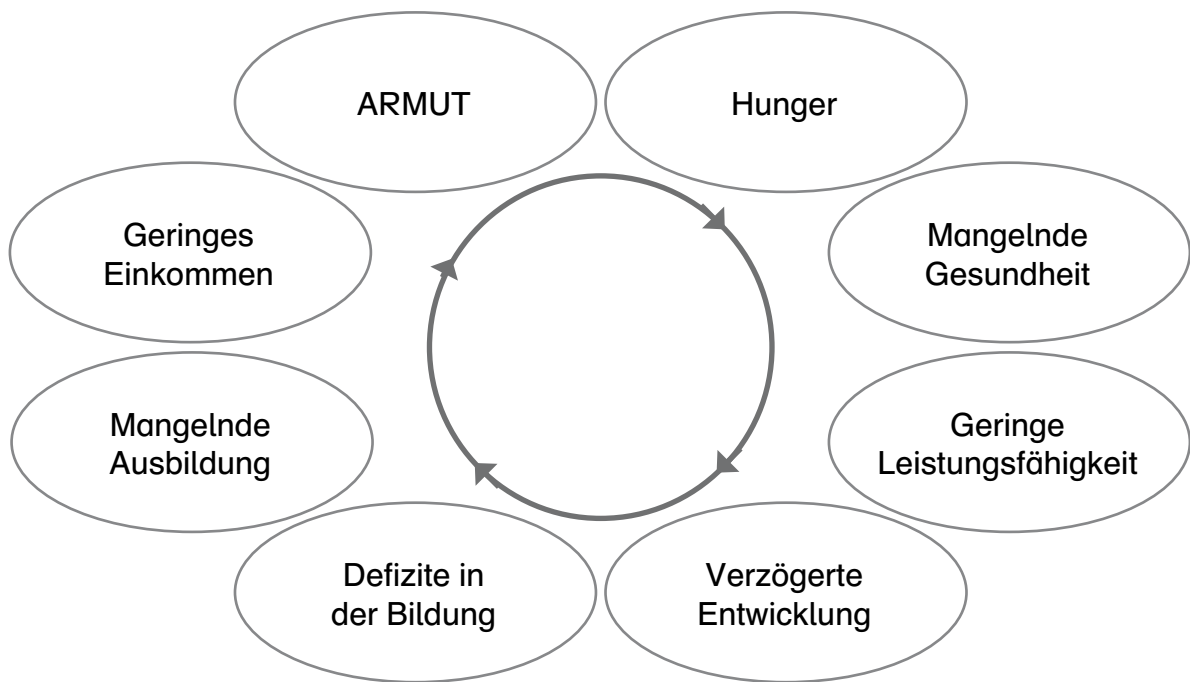 ARMUT
Hunger
Mangelnde
Gesundheit
Geringe
Leistungsfähigkeit
Verzögerte
Entwicklung
Defizite in
der Bildung
Mangelnde
Ausbildung
Geringes
Einkommen